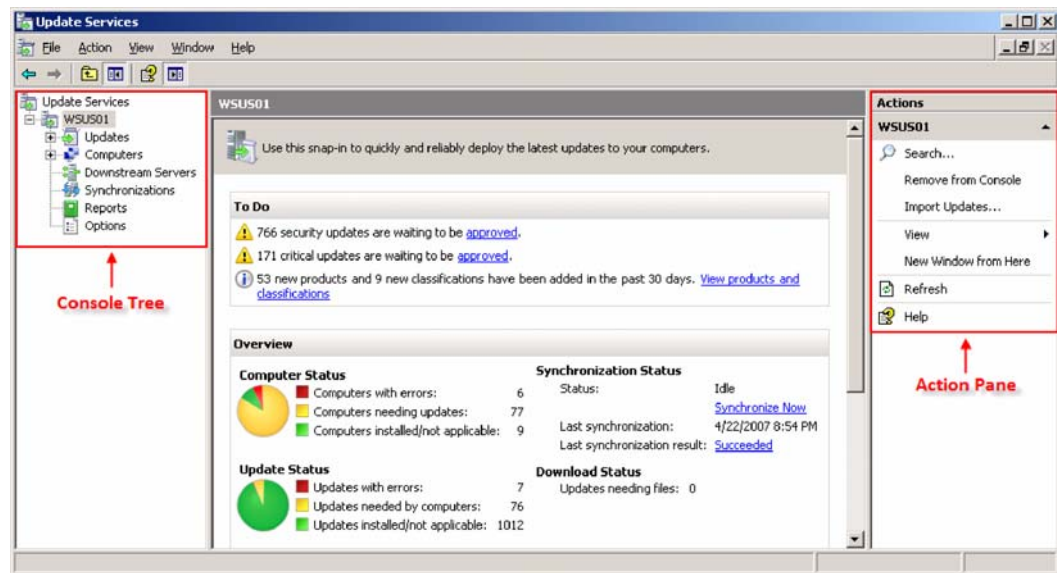 Update Services
File Action View Window Help
Update Services
WSUS01
Updates
Computers
Downstream Servers
Synchronizations
Reports
Options
Console Tree
WSUS01
Use this snap-in to quickly and reliably deploy the latest updates to your computers.
To Do
766 security updates are waiting to be approved.
171 critical updates are waiting to be approved.
53 new products and 9 new classifications have been added in the past 30 days. View products and
classifications
Overview
Computer Status
Computers with errors: 6
Computers needing updates: 77
Computers installed/not applicable: 9
Synchronization Status
Status: Idle
Synchronize Now
Last synchronization: 4/22/2007 8:54 PM
Last synchronization result: Succeeded
Update Status
Updates with errors: 7
Updates needed by computers: 76
Updates installed/not applicable: 1012
Download Status
Updates needing files: 0
Actions
WSUS01
Search...
Remove from Console
Import Updates...
View
New Window from Here
Refresh
Help
Action Pane